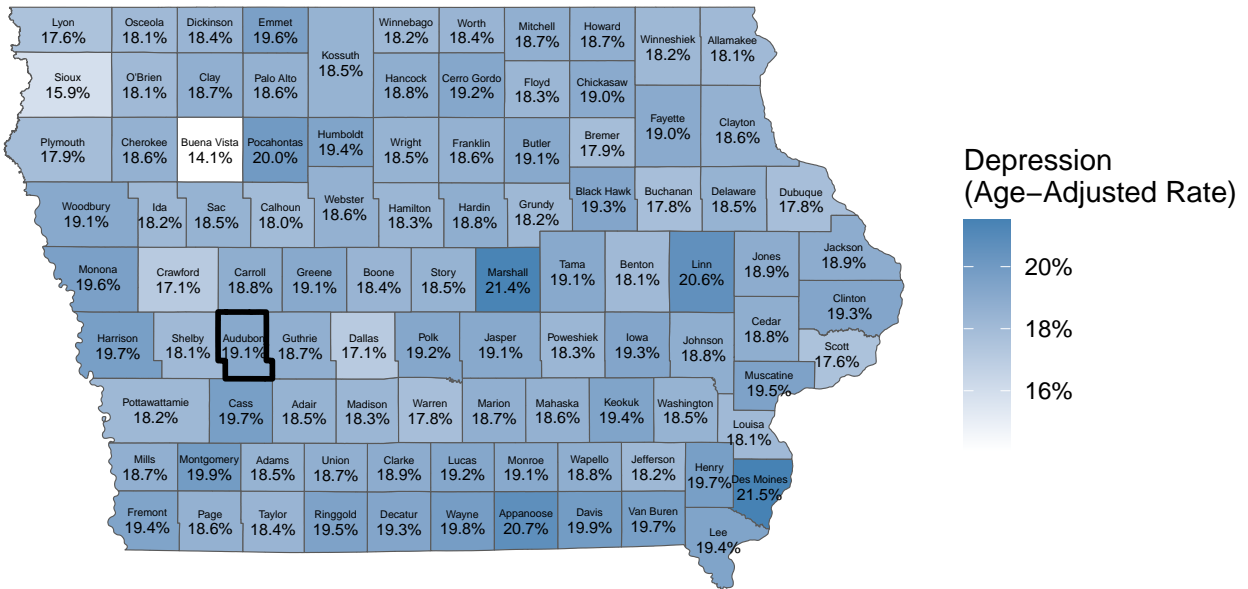 Lyon
17.6%
Osceola
18.1%
Dickinson
18.4%
Emmet
19.6%
Kossuth
18.5%
Winnebago
18.2%
Worth
18.4%
Mitchell
18.7%
Howard
18.7%
Winneshiek
18.2%
Allamakee
18.1%
Sioux
15.9%
O'Brien
18.1%
Clay
18.7%
Palo Alto
18.6%
Hancock
18.8%
Cerro Gordo
19.2%
Floyd
18.3%
Chickasaw
19.0%
Fayette
19.0%
Clayton
18.6%
Plymouth
17.9%
Cherokee
18.6%
Buena Vista
14.1%
Pocahontas
20.0%
Humboldt
19.4%
Wright
18.5%
Franklin
18.6%
Butler
19.1%
Bremer
17.9%
Woodbury
19.1%
Ida
18.2%
Sac
18.5%
Calhoun
18.0%
Webster
18.6%
Hamilton
18.3%
Hardin
18.8%
Grundy
18.2%
Black Hawk
19.3%
Buchanan
17.8%
Delaware
18.5%
Dubuque
17.8%
Monona
19.6%
Crawford
17.1%
Carroll
18.8%
Greene
19.1%
Boone
18.4%
Story
18.5%
Marshall
21.4%
Tama
19.1%
Benton
18.1%
Linn
20.6%
Jones
18.9%
Jackson
18.9%
Clinton
19.3%
Harrison
19.7%
Shelby
18.1%
Audubon
19.1%
Guthrie
18.7%
Dallas
17.1%
Polk
19.2%
Jasper
19.1%
Poweshiek
18.3%
Iowa
19.3%
Johnson
18.8%
Cedar
18.8%
Scott
17.6%
Muscatine
19.5%
Pottawattamie
18.2%
Cass
19.7%
Adair
18.5%
Madison
18.3%
Warren
17.8%
Marion
18.7%
Mahaska
18.6%
Keokuk
19.4%
Washington
18.5%
Louisa
18.1%
Mills
18.7%
Montgomery
19.9%
Adams
18.5%
Union
18.7%
Clarke
18.9%
Lucas
19.2%
Monroe
19.1%
Wapello
18.8%
Jefferson
18.2%
Henry
19.7%
Des Moines
21.5%
Fremont
19.4%
Page
18.6%
Taylor
18.4%
Ringgold
19.5%
Decatur
19.3%
Wayne
19.8%
Appanoose
20.7%
Davis
19.9%
Van Buren
19.7%
Lee
19.4%
Depression
(Age−Adjusted Rate)
20%
18%
16%